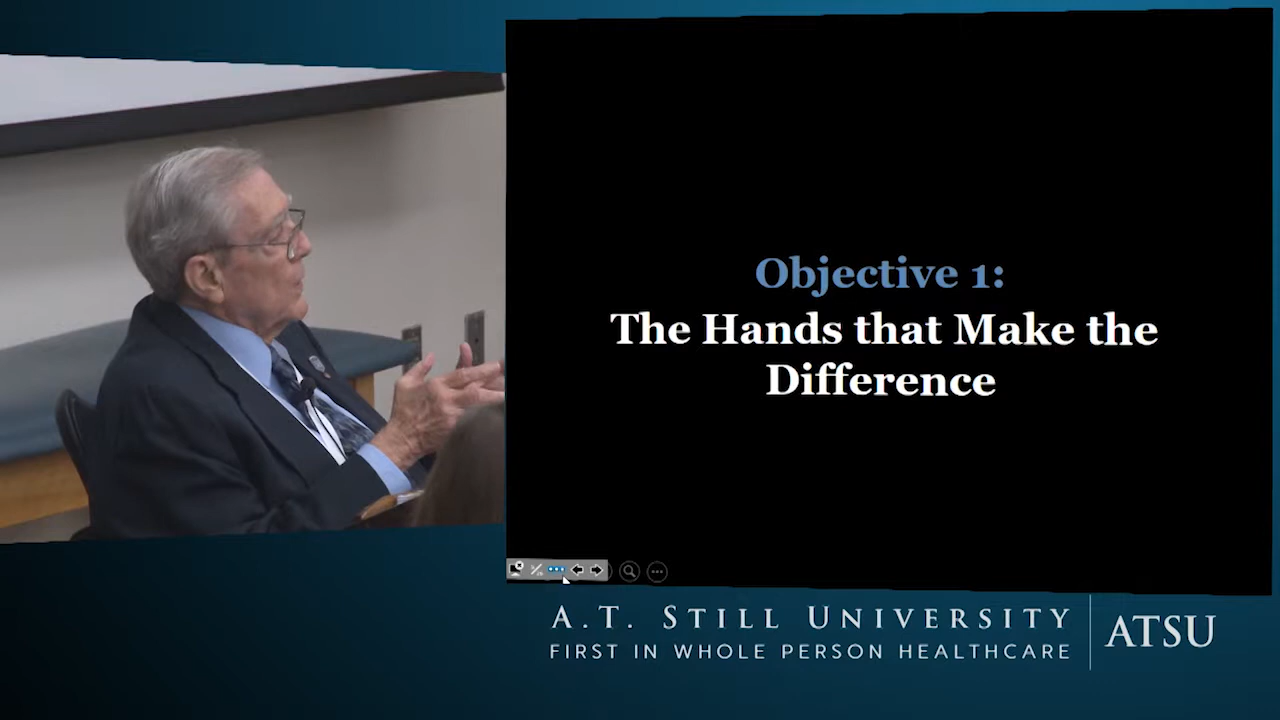 Objective 1:
The Hands that Make the
Difference
A.T. STILL UNIVERSITY
FIRST IN WHOLE PERSON HEALTHCARE
ATSU